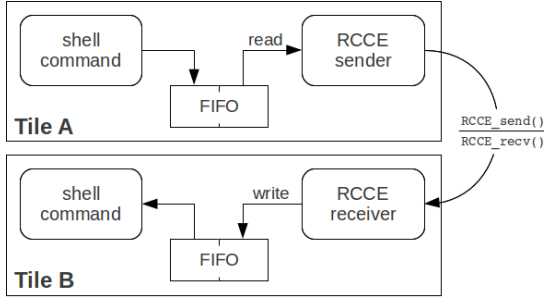 shell
command
read
RCCE
sender
FIFO
Tile A
RCCE_send()
RCCE_recv()
shell
command
write
RCCE
receiver
FIFO
Tile B